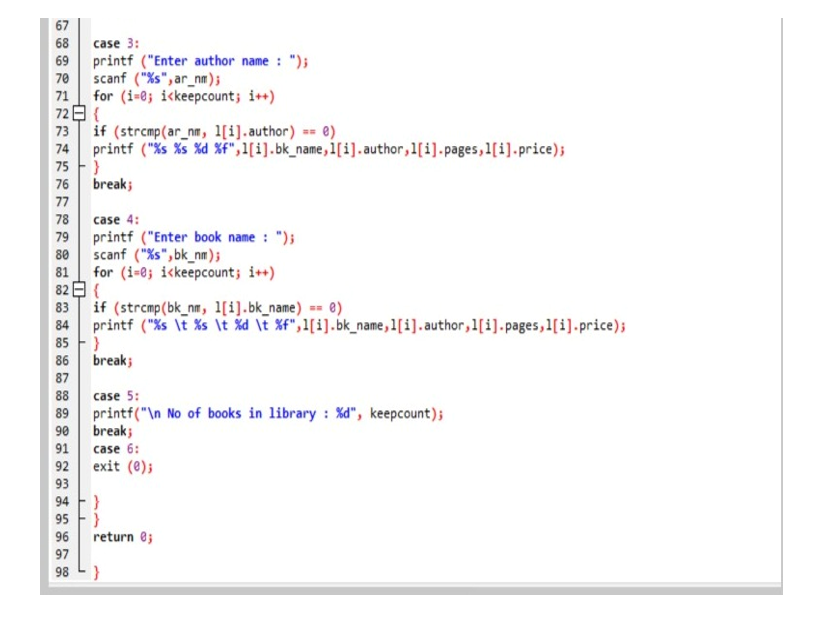 67
68 case 3:
69 printf ("Enter author name : ");
70 scanf ("%s",ar_nm);
71 for (i=0; i<keepcount; i++)
72 {
73 if (strcmp(ar_nm, l[i].author) == 0)
74 printf ("%s %s %d %f",l[i].bk_name,l[i].author,l[i].pages,l[i].price);
75 }
76 break;
77
78 case 4:
79 printf ("Enter book name : ");
80 scanf ("%s",bk_nm);
81 for (i=0; i<keepcount; i++)
82 {
83 if (strcmp(bk_nm, l[i].bk_name) == 0)
84 printf ("%s \t %s \t %d \t %f",l[i].bk_name,l[i].author,l[i].pages,l[i].price);
85 }
86 break;
87
88 case 5:
89 printf("\n No of books in library : %d", keepcount);
90 break;
91 case 6:
92 exit (0);
93
94 }
95 }
96 return 0;
97
98 }